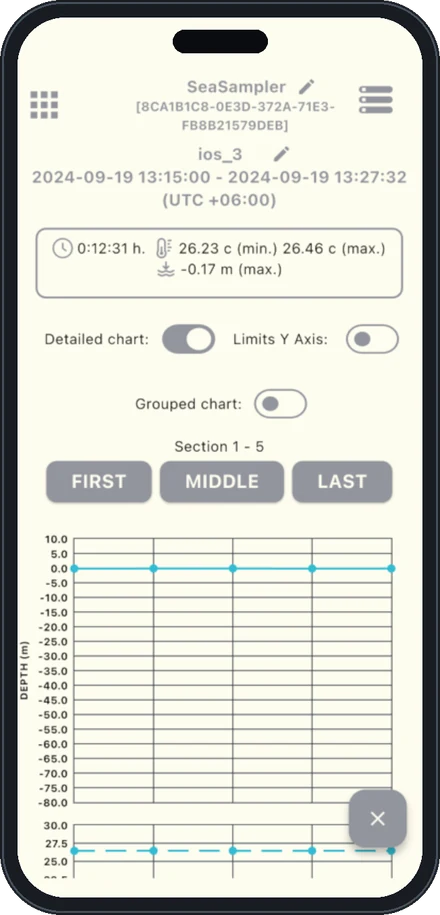 SeaSampler
[8CA1B1C8-0E3D-372A-71E3-
FB8B21579DEB]
ios_3
2024-09-19 13:15:00 - 2024-09-19 13:27:32
(UTC +06:00)
0:12:31 h. 26.23 c (min.) 26.46 c (max.)
-0.17 m (max.)
Detailed chart: Limits Y Axis:
Grouped chart:
Section 1 - 5
FIRST MIDDLE LAST
10.0
5.0
0.0
-5.0
-10.0
-15.0
-20.0
-25.0
-30.0
-35.0
-40.0
-45.0
-50.0
-55.0
-60.0
-65.0
-70.0
-75.0
-80.0
DEPTH (m)
30.0
27.5
25.0